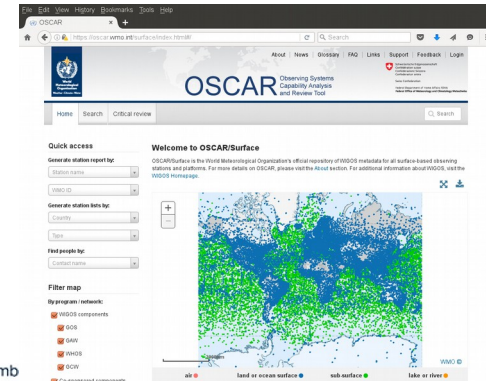 File Edit View History Bookmarks Tools Help
OSCAR × +
https://oscar.wmo.int/surface/index.html#/ Search
About News Glossary FAQ Links Support Feedback Login
World
Meteorological
Organization
OSCAR Observing Systems
Capability Analysis
and Review Tool
Home Search Critical review Search
Quick access
Generate station report by:
Station name
WMO ID
Generate station lists by:
Country
Type
Find people by:
Contact name
Filter map
By program / network:
WIGOS components
GOS
GAW
WHOS
GCW
Co-sponsored components
Welcome to OSCAR/Surface
OSCAR/Surface is the World Meteorological Organization's official repository of WIGOS metadata for all surface-based observing
stations and platforms. For more details on OSCAR, please visit the About section. For additional information about WIGOS, visit the
WIGOS Homepage.
+
−
WMO ©
air land or ocean surface sub-surface lake or river
mb